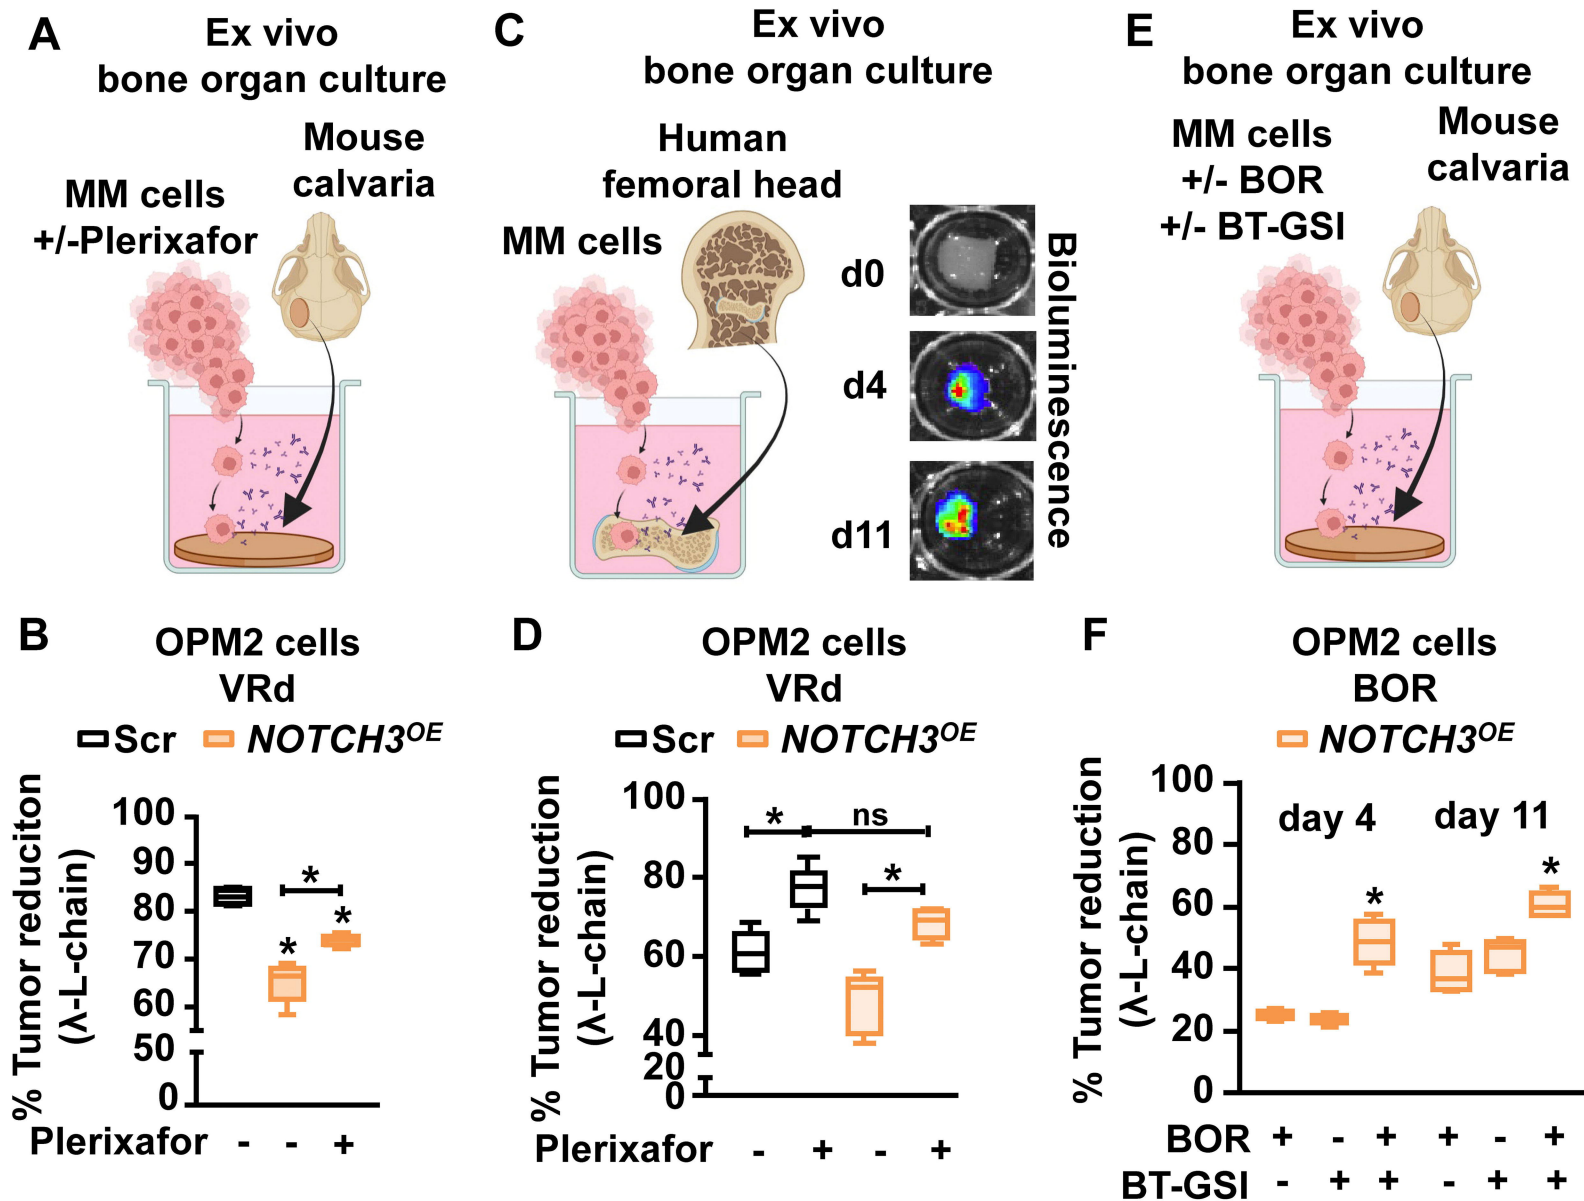 A
Ex vivo
bone organ culture
Mouse
calvaria
MM cells
+/-Plerixafor
C
Ex vivo
bone organ culture
Human
femoral head
MM cells
d0
d4
d11
Bioluminescence
E
Ex vivo
bone organ culture
MM cells
+/- BOR
+/- BT-GSI
Mouse
calvaria
B
OPM2 cells
VRd
Scr NOTCH3OE
% Tumor reduciton
(λ-L-chain)
100
90
80
70
60
50
0
*
*
*
Plerixafor - - +
D
OPM2 cells
VRd
Scr NOTCH3OE
% Tumor reduction
(λ-L-chain)
100
80
60
40
20
0
* ns
*
Plerixafor - + - +
F
OPM2 cells
BOR
NOTCH3OE
% Tumor reduction
(λ-L-chain)
100
80
60
40
20
0
day 4 day 11
*
*
BOR + - + + - +
BT-GSI - + + - + +